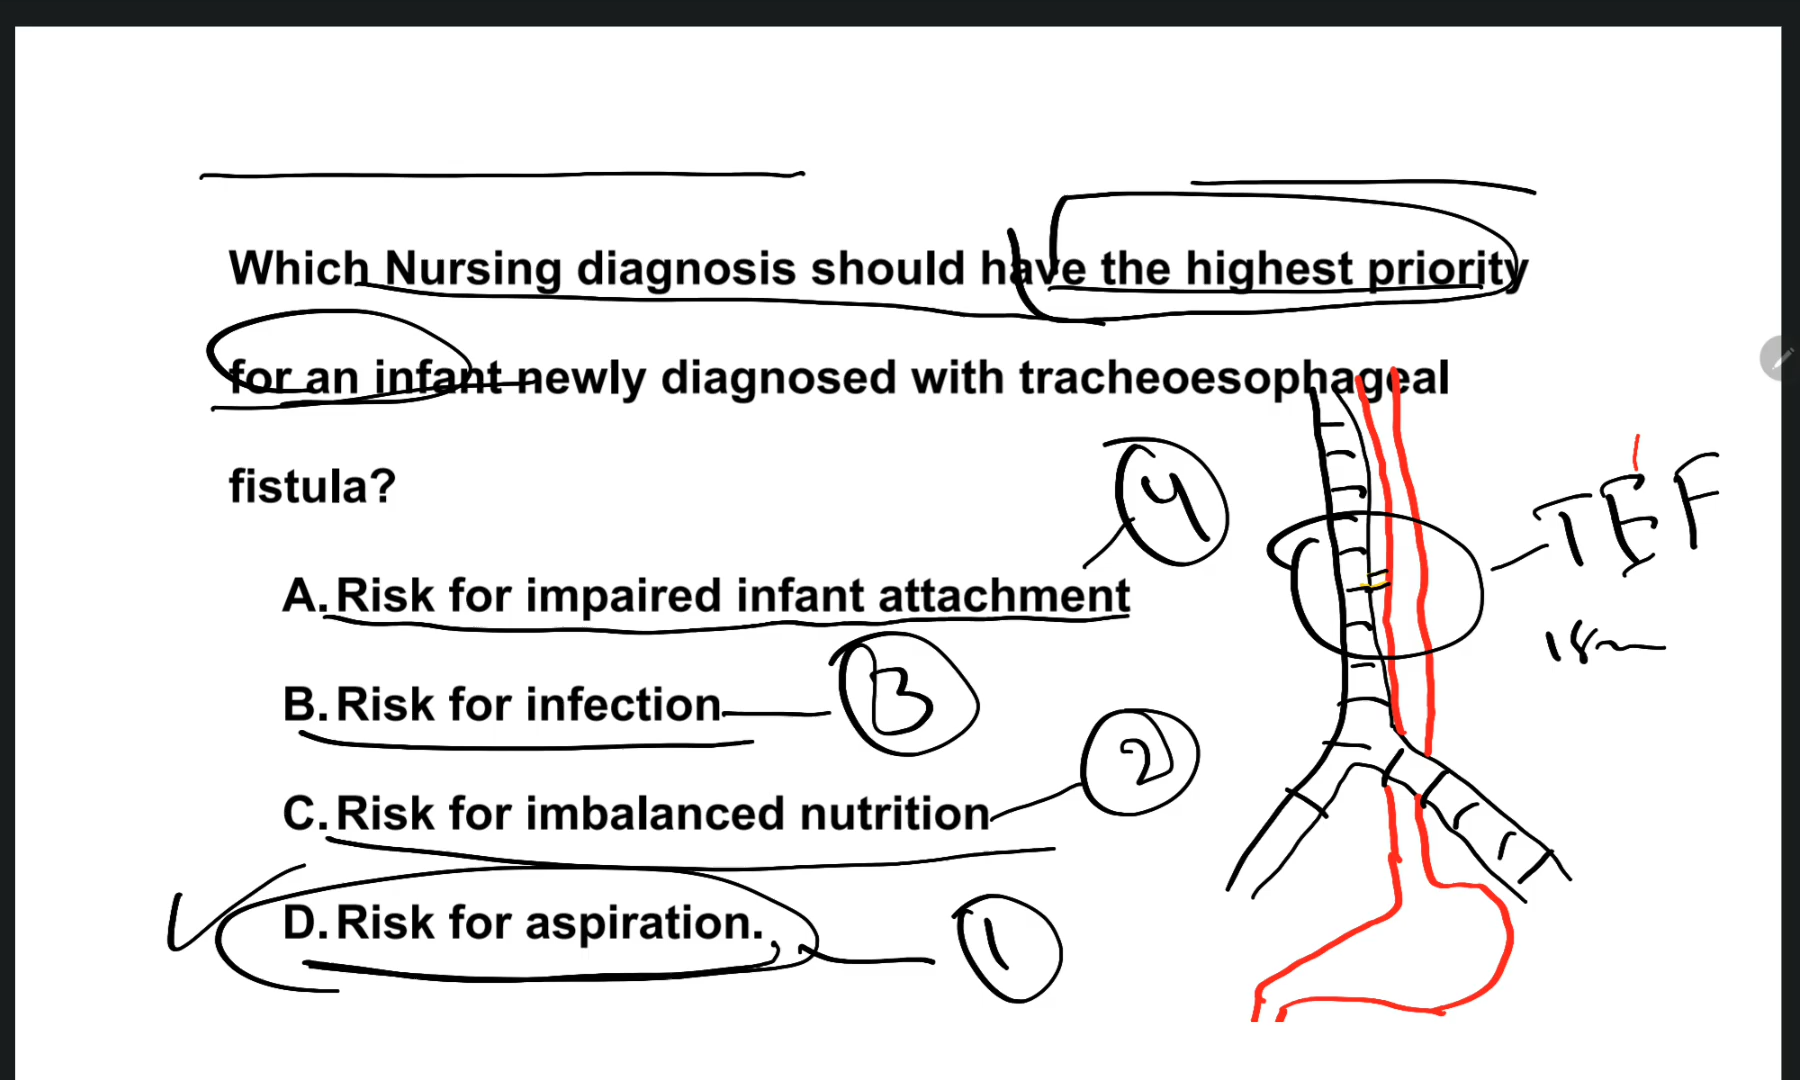 Which Nursing diagnosis should have the highest priority
for an infant newly diagnosed with tracheoesophageal
fistula?
4
TEF
A. Risk for impaired infant attachment
B. Risk for infection
3
C. Risk for imbalanced nutrition
2
D. Risk for aspiration.
1